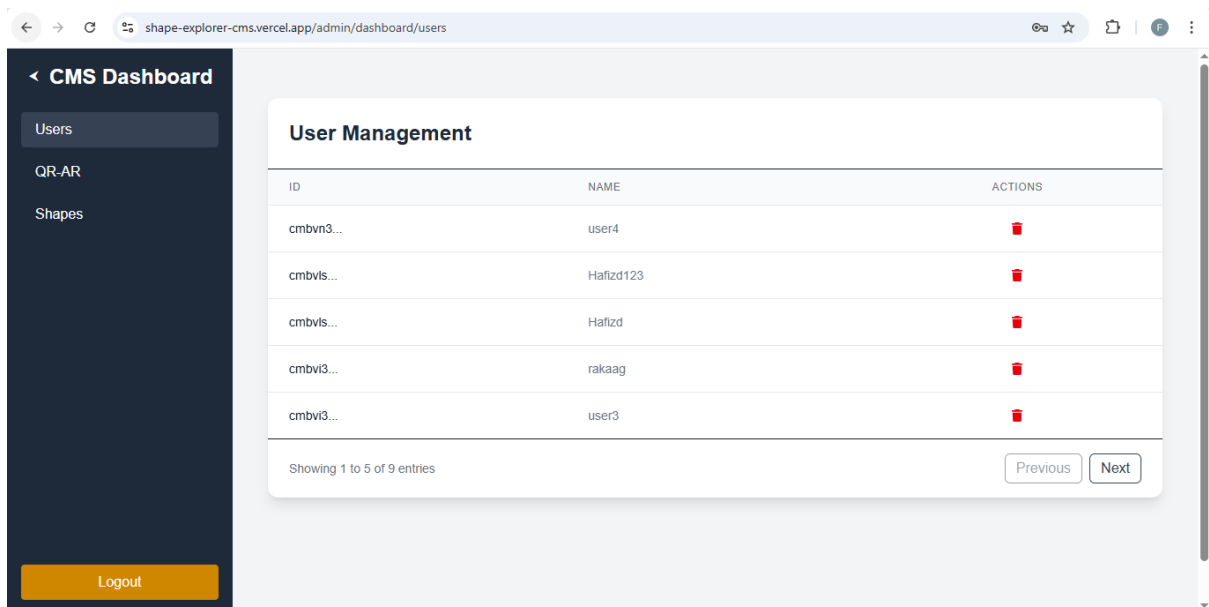 shape-explorer-cms.vercel.app/admin/dashboard/users
F
CMS Dashboard
Users
QR-AR
Shapes
Logout
User Management
ID NAME ACTIONS
cmbvn3... user4
cmbvls... Hafizd123
cmbvls... Hafizd
cmbvi3... rakaag
cmbvi3... user3
Showing 1 to 5 of 9 entries
Previous Next